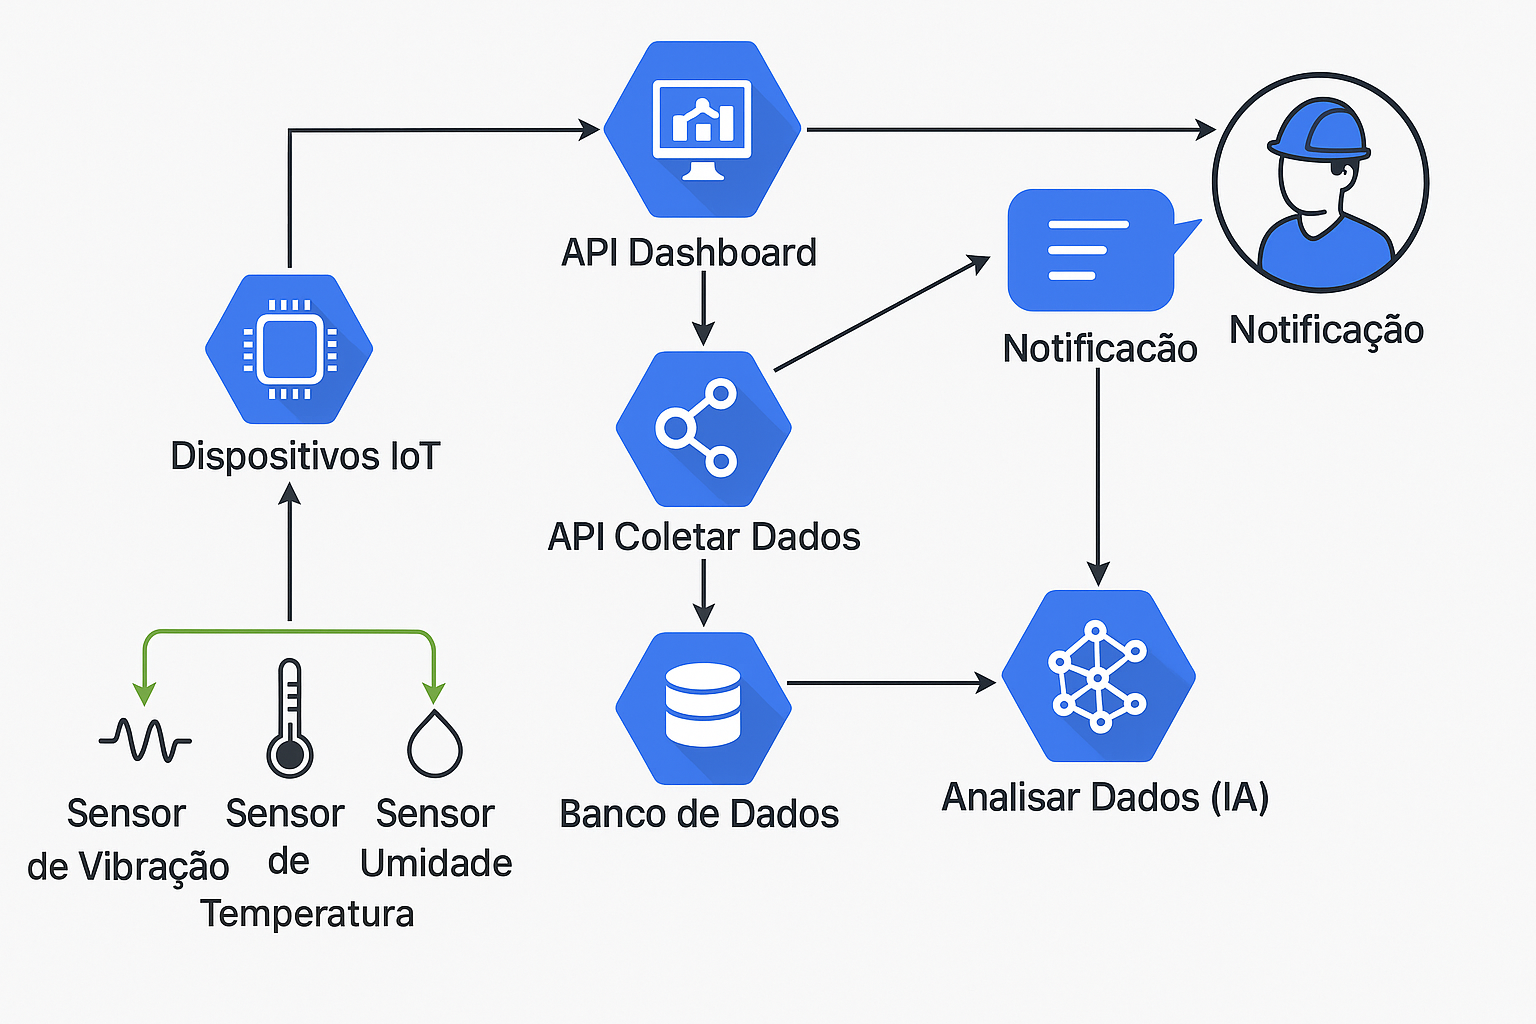 API Dashboard
Notificacão
Notificação
Dispositivos IoT
API Coletar Dados
Sensor
de Vibração
Sensor
de
Temperatura
Sensor
Umidade
Banco de Dados
Analisar Dados (IA)